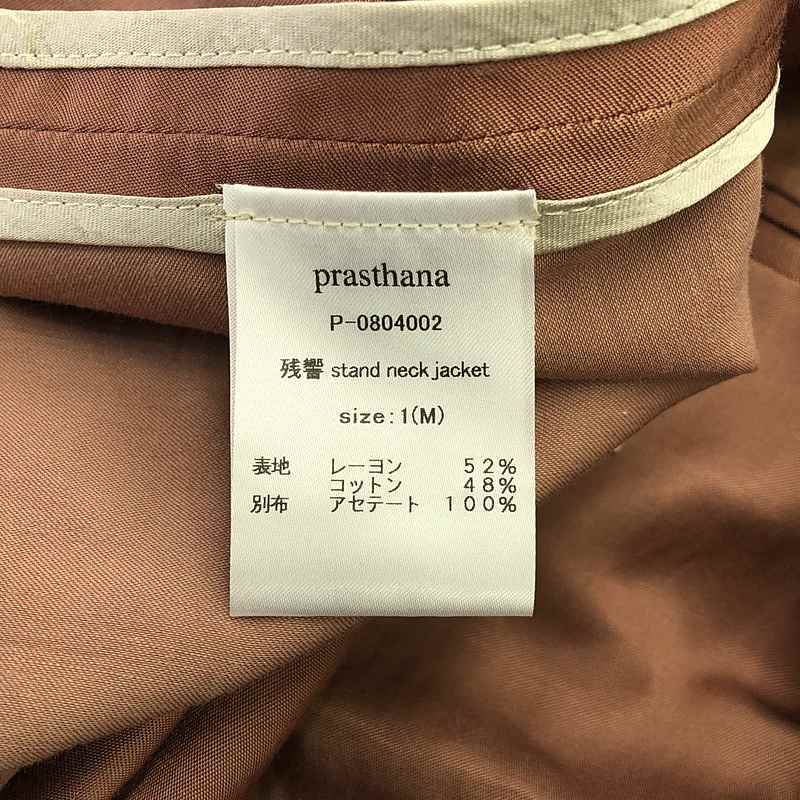 prasthana
P-0804002
残響 stand neck jacket
size:1(M)
表地 レーヨン 52%
コットン 48%
別布 アセテート 100%